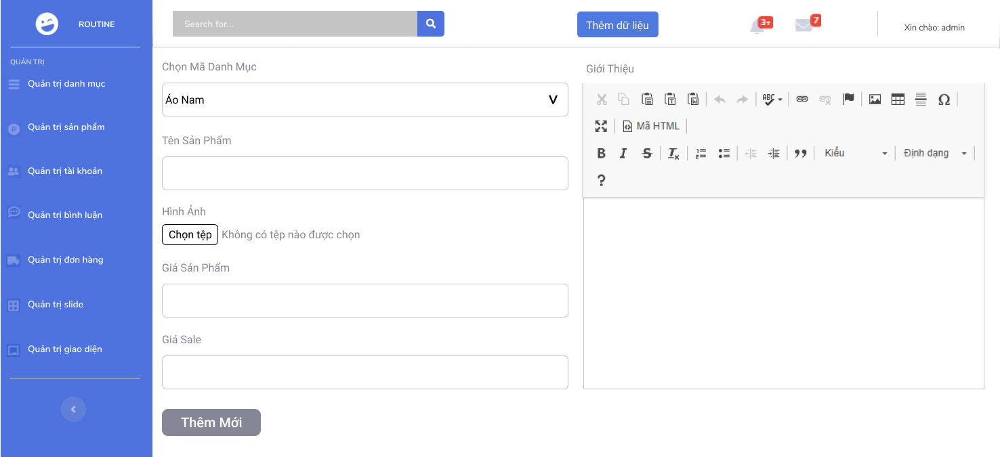 ROUTINE
Search for...
Thêm dữ liệu
3+
7
Xin chào: admin
QUẢN TRỊ
Quản trị danh mục
Quản trị sản phẩm
Quản trị tài khoản
Quản trị bình luận
Quản trị đơn hàng
Quản trị slide
Quản trị giao diện
Chọn Mã Danh Mục
Áo Nam V
Tên Sản Phẩm
Hình Ảnh
Chọn tệp Không có tệp nào được chọn
Giá Sản Phẩm
Giá Sale
Thêm Mới
Giới Thiệu
ABC Ω
Mã HTML
B I S Tx Kiểu Định dạng
?